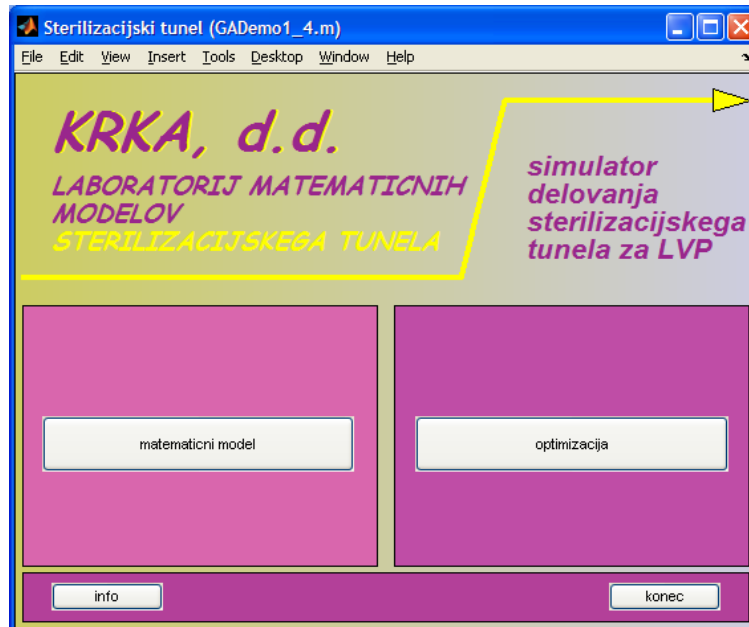 Sterilizacijski tunel (GADemo1_4.m)
File Edit View Insert Tools Desktop Window Help
KRKA, d.d.
LABORATORIJ MATEMATICNIH
MODELOV
STERILIZACIJSKEGA TUNELA
simulator
delovanja
sterilizacijskega
tunela za LVP
matematicni model
optimizacija
info
konec